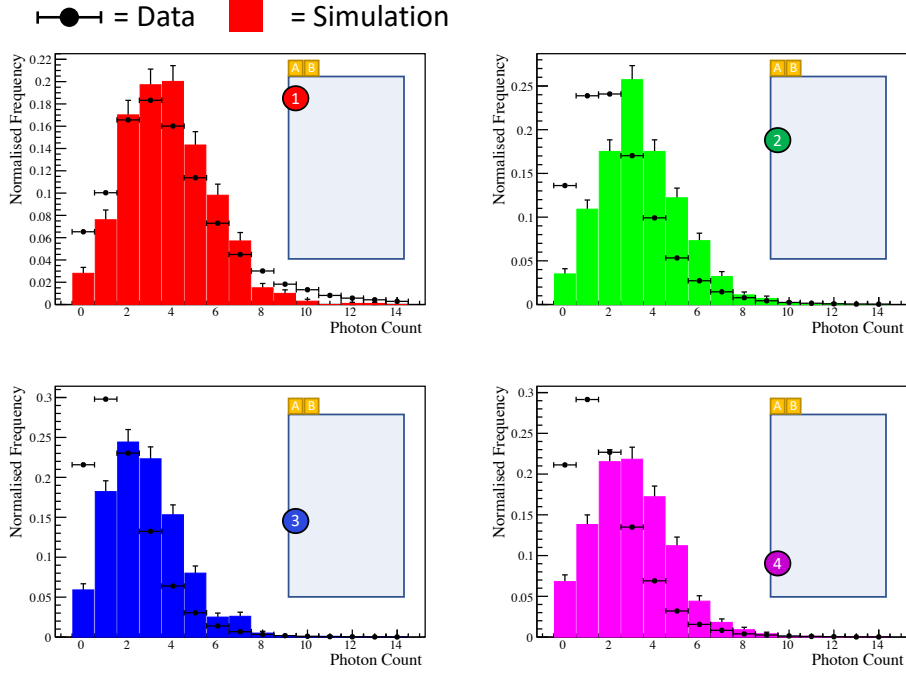 = Data = Simulation
Normalised Frequency
0.22
0.2
0.18
0.16
0.14
0.12
0.1
0.08
0.06
0.04
0.02
0
0 2 4 6 8 10 12 14
Photon Count
A B
1
Normalised Frequency
0.25
0.2
0.15
0.1
0.05
0
0 2 4 6 8 10 12 14
Photon Count
A B
2
Normalised Frequency
0.3
0.25
0.2
0.15
0.1
0.05
0
0 2 4 6 8 10 12 14
Photon Count
A B
3
Normalised Frequency
0.3
0.25
0.2
0.15
0.1
0.05
0
0 2 4 6 8 10 12 14
Photon Count
A B
4